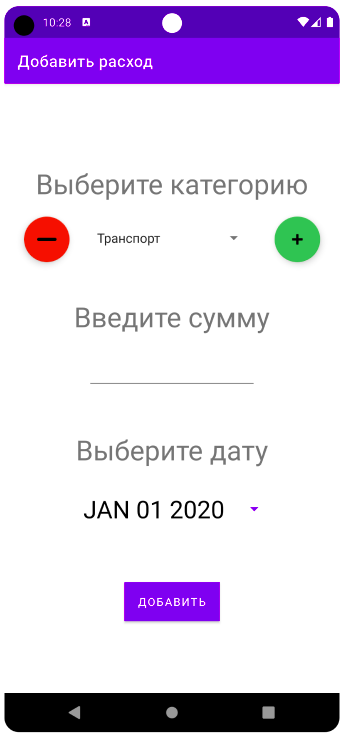 10:28 A
Добавить расход
Выберите категорию
Транспорт
Введите сумму
Выберите дату
JAN 01 2020
ДОБАВИТЬ